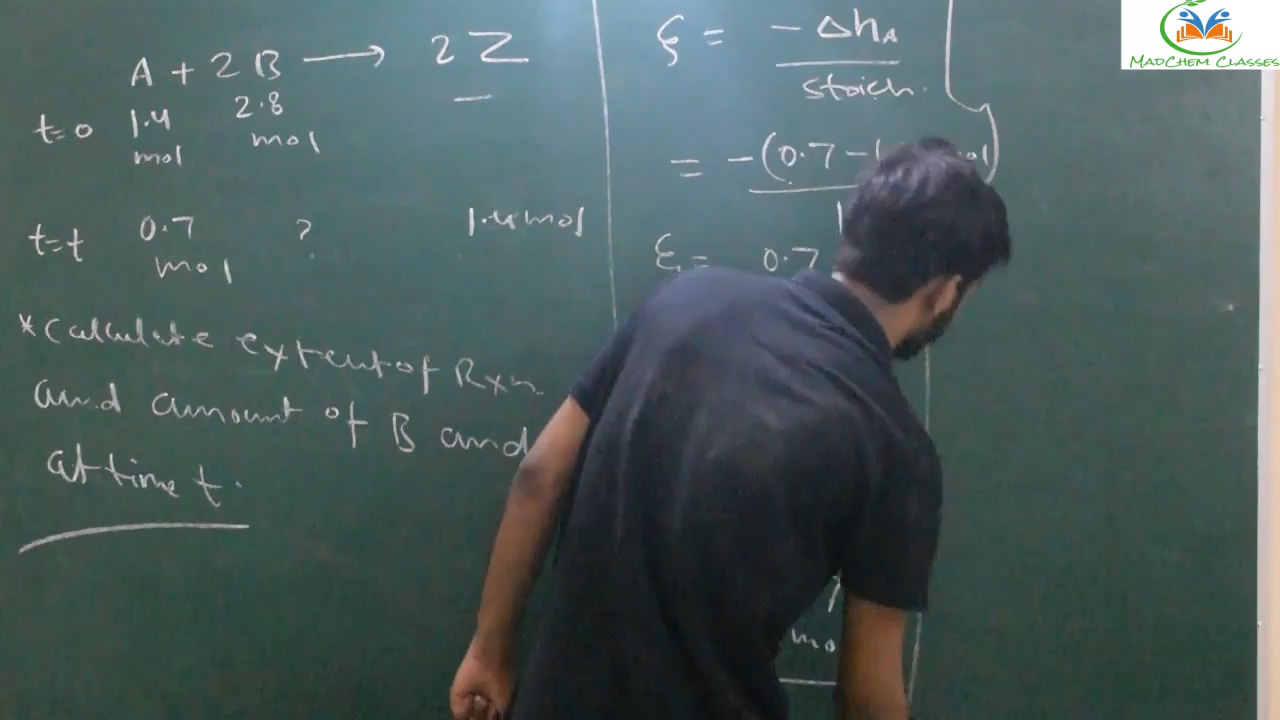 A + 2B ⟶ 2Z
t=0 1.4 mol 2.8 mol —
t=t 0.7 mol ? 1.4 mol
*Calculate extent of Rxn
and amount of B and
at time t.
ξ = -Δn_A / stoich.
= -(0.7 -
ξ = 0.7
MADCHEM CLASSES